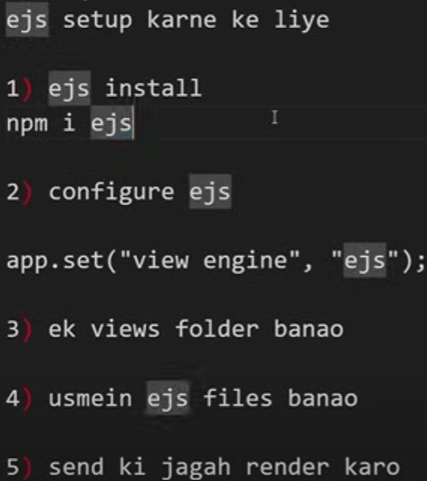 ejs setup karne ke liye
1) ejs install
npm i ejs
2) configure ejs
app.set("view engine", "ejs");
3) ek views folder banao
4) usmein ejs files banao
5) send ki jagah render karo